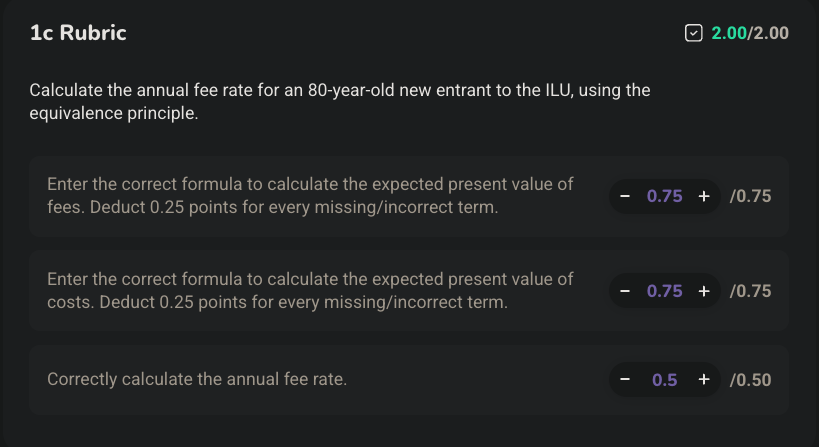 1c Rubric
2.00/2.00
Calculate the annual fee rate for an 80-year-old new entrant to the ILU, using the
equivalence principle.
Enter the correct formula to calculate the expected present value of
fees. Deduct 0.25 points for every missing/incorrect term.
− 0.75 + /0.75
Enter the correct formula to calculate the expected present value of
costs. Deduct 0.25 points for every missing/incorrect term.
− 0.75 + /0.75
Correctly calculate the annual fee rate.
− 0.5 + /0.50